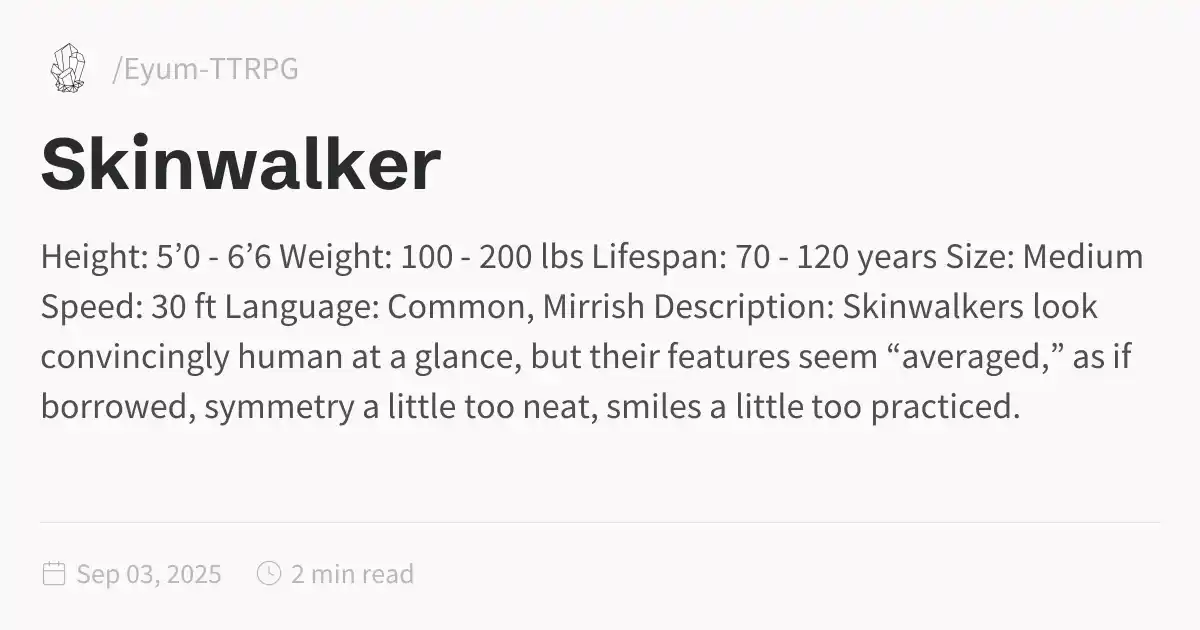 /Eyum-TTRPG
Skinwalker
Height: 5’0 - 6’6 Weight: 100 - 200 lbs Lifespan: 70 - 120 years Size: Medium
Speed: 30 ft Language: Common, Mirrish Description: Skinwalkers look
convincingly human at a glance, but their features seem “averaged,” as if
borrowed, symmetry a little too neat, smiles a little too practiced.
Sep 03, 2025 2 min read